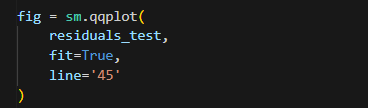 fig = sm.qqplot(
    residuals_test,
    fit=True,
    line='45'
)